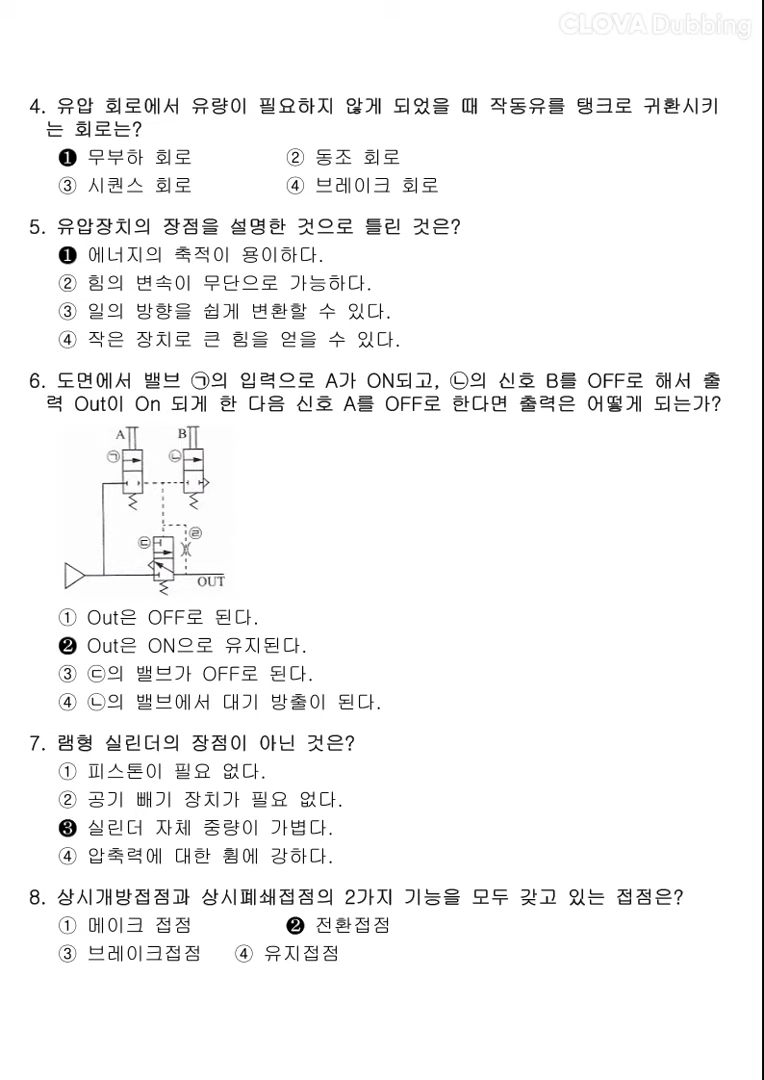 CLOVA Dubbing
4. 유압 회로에서 유량이 필요하지 않게 되었을 때 작동유를 탱크로 귀환시키
는 회로는?
❶ 무부하 회로 ② 동조 회로
③ 시퀀스 회로 ④ 브레이크 회로
5. 유압장치의 장점을 설명한 것으로 틀린 것은?
❶ 에너지의 축적이 용이하다.
② 힘의 변속이 무단으로 가능하다.
③ 일의 방향을 쉽게 변환할 수 있다.
④ 작은 장치로 큰 힘을 얻을 수 있다.
6. 도면에서 밸브 ㉠의 입력으로 A가 ON되고, ㉡의 신호 B를 OFF로 해서 출
력 Out이 On 되게 한 다음 신호 A를 OFF로 한다면 출력은 어떻게 되는가?
A B
㉠ ㉡
㉣
㉢
OUT
① Out은 OFF로 된다.
❷ Out은 ON으로 유지된다.
③ ㉢의 밸브가 OFF로 된다.
④ ㉡의 밸브에서 대기 방출이 된다.
7. 램형 실린더의 장점이 아닌 것은?
① 피스톤이 필요 없다.
② 공기 빼기 장치가 필요 없다.
❸ 실린더 자체 중량이 가볍다.
④ 압축력에 대한 휨에 강하다.
8. 상시개방접점과 상시폐쇄접점의 2가지 기능을 모두 갖고 있는 접점은?
① 메이크 접점 ❷ 전환접점
③ 브레이크접점 ④ 유지접점